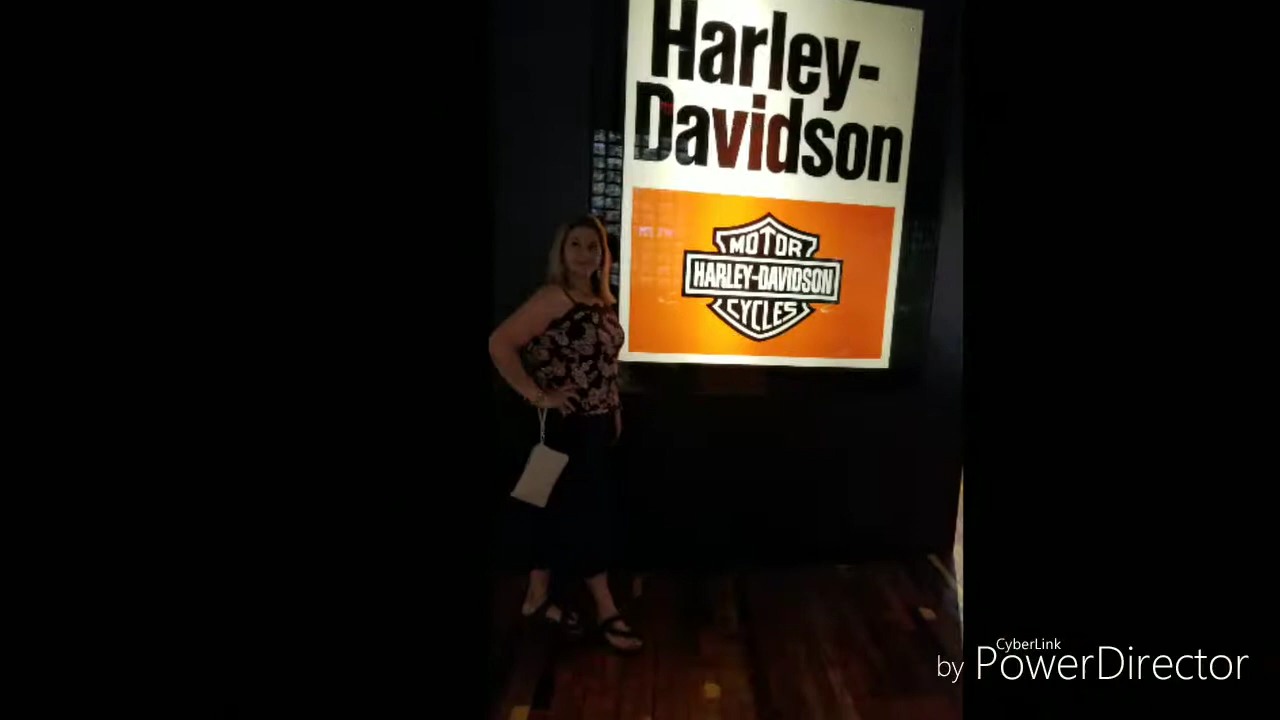 Harley-
Davidson
MOTOR
HARLEY-DAVIDSON
CYCLES
CyberLink
by PowerDirector